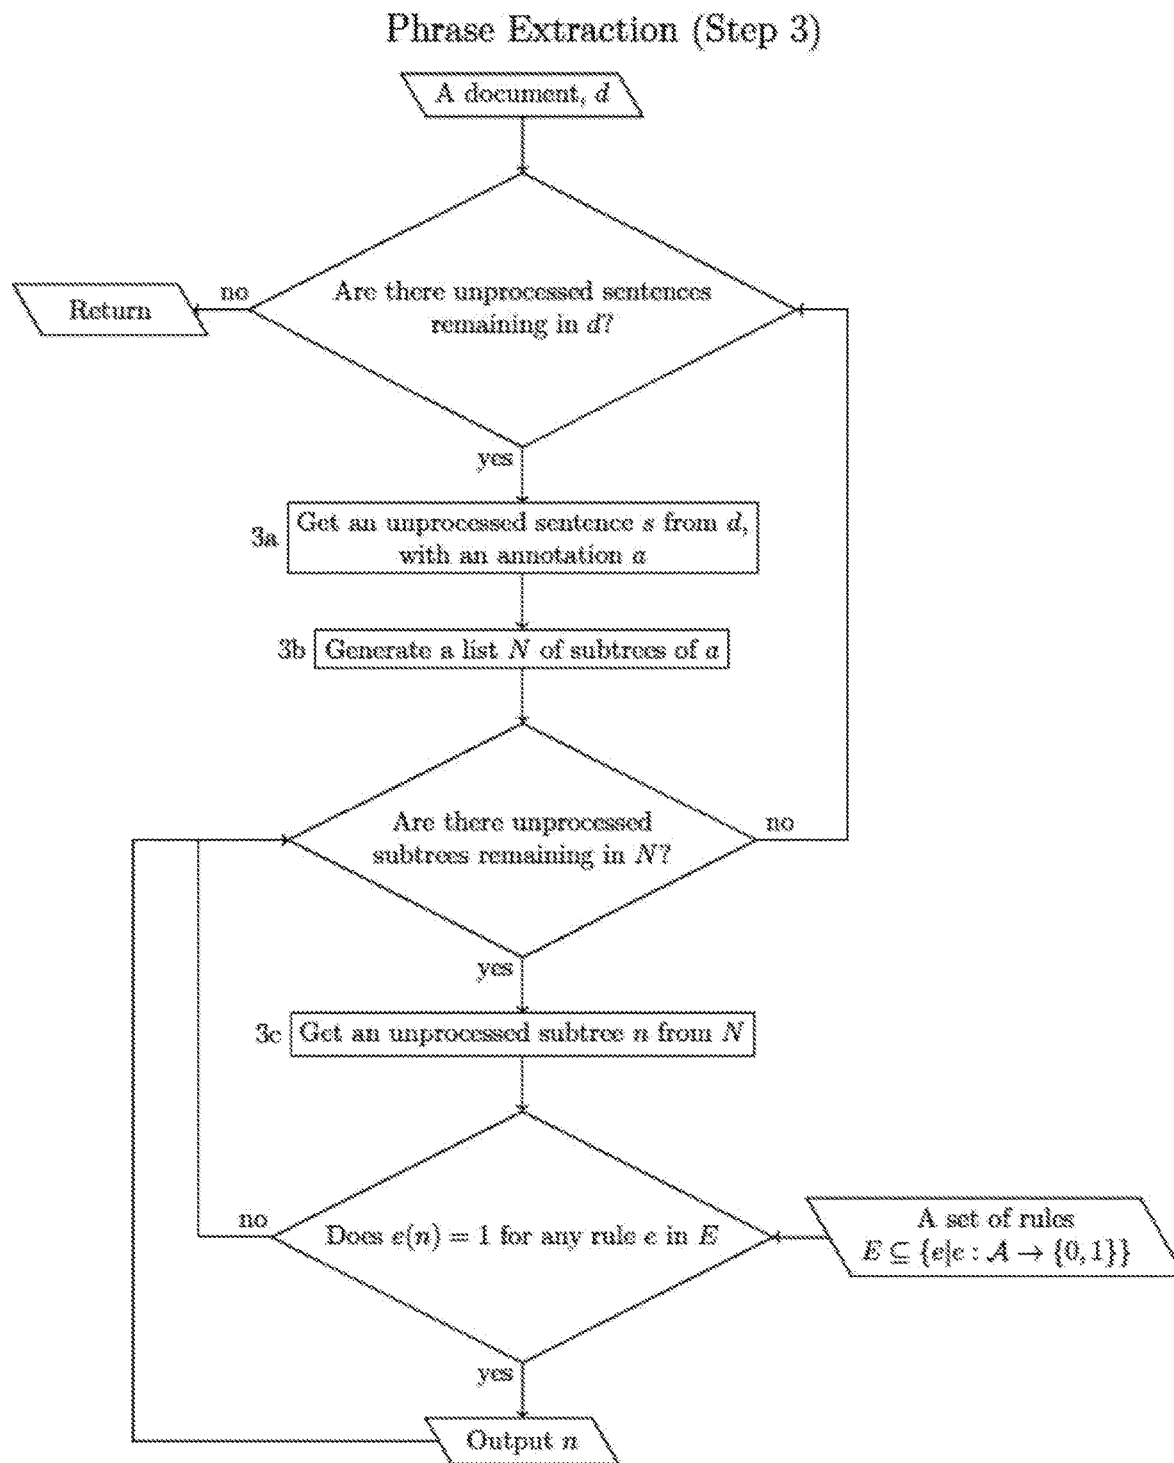 Phrase Extraction (Step 3)
A document, d
Are there unprocessed sentences
remaining in d?
no
Return
yes
3a
Get an unprocessed sentence s from d,
with an annotation a
3b
Generate a list N of subtrees of a
Are there unprocessed
subtrees remaining in N?
no
yes
3c
Get an unprocessed subtree n from N
Does e(n) = 1 for any rule e in E
no
A set of rules
E ⊆ {e|e : 𝒜 → {0, 1}}
yes
Output n